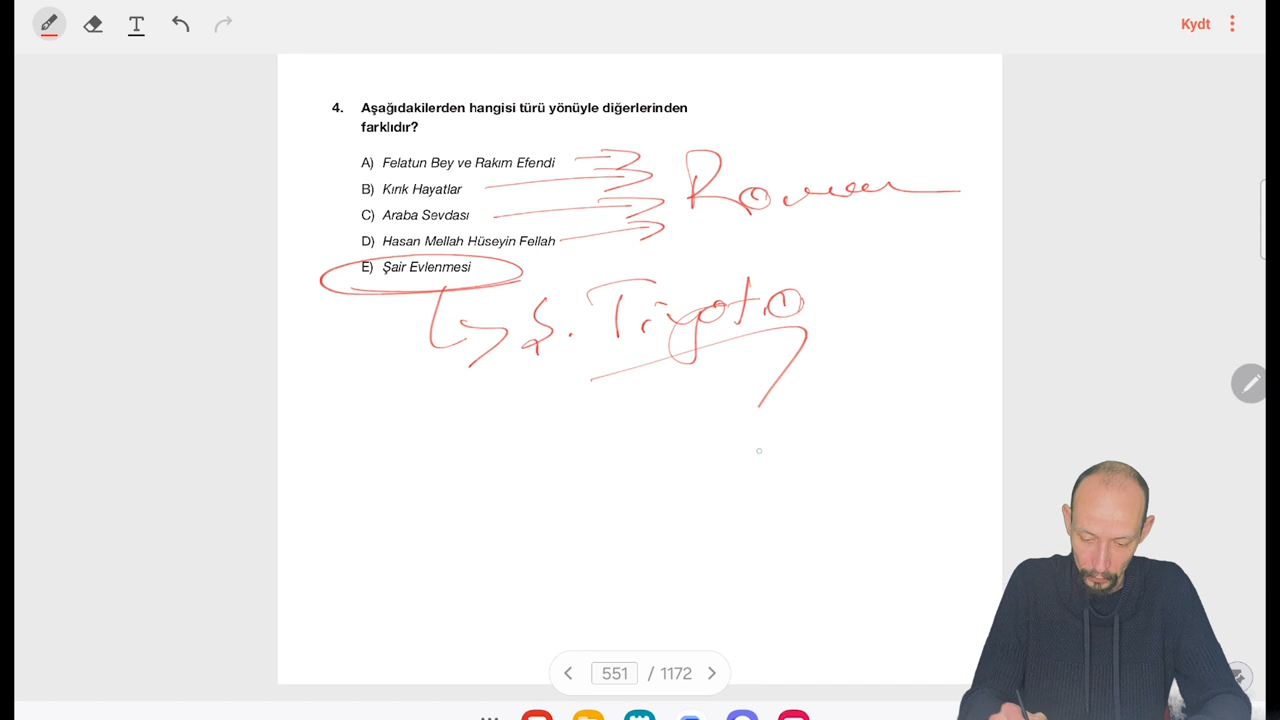 T
Kydt
4. Aşağıdakilerden hangisi türü yönüyle diğerlerinden
farklıdır?
A) Felatun Bey ve Rakım Efendi
B) Kırık Hayatlar
C) Araba Sevdası
D) Hasan Mellah Hüseyin Fellah
E) Şair Evlenmesi
Roman
Ş. Tiyatro
551 / 1172